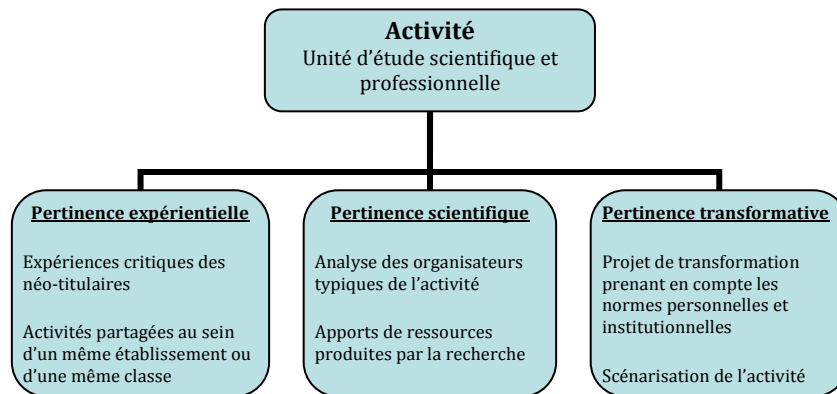 Activité
Unité d’étude scientifique et
professionnelle
Pertinence expérientielle
Expériences critiques des
néo-titulaires
Activités partagées au sein
d’un même établissement ou
d’une même classe
Pertinence scientifique
Analyse des organisateurs
typiques de l’activité
Apports de ressources
produites par la recherche
Pertinence transformative
Projet de transformation
prenant en compte les
normes personnelles et
institutionnelles
Scénarisation de l’activité